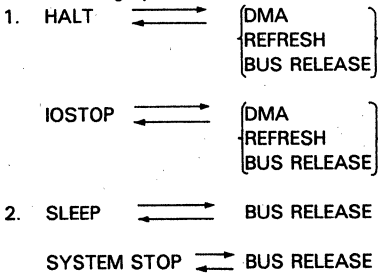 1. HALT ⇄ DMA
REFRESH
BUS RELEASE
IOSTOP ⇄ DMA
REFRESH
BUS RELEASE
2. SLEEP ⇄ BUS RELEASE
SYSTEM STOP ⇄ BUS RELEASE